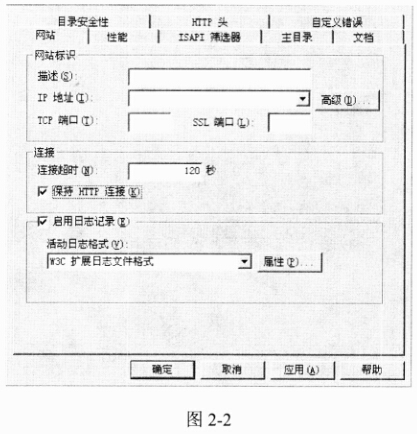 目录安全性 HTTP 头 自定义错误
网站 性能 ISAPI 筛选器 主目录 文档
网站标识
描述(S):
IP 地址(I): 高级(D)...
TCP 端口(T): SSL 端口(L):
连接
连接超时(N): 120 秒
保持 HTTP 连接(K)
启用日志记录(E)
活动日志格式(V):
W3C 扩展日志文件格式 属性(P)...
确定 取消 应用(A) 帮助
图 2-2